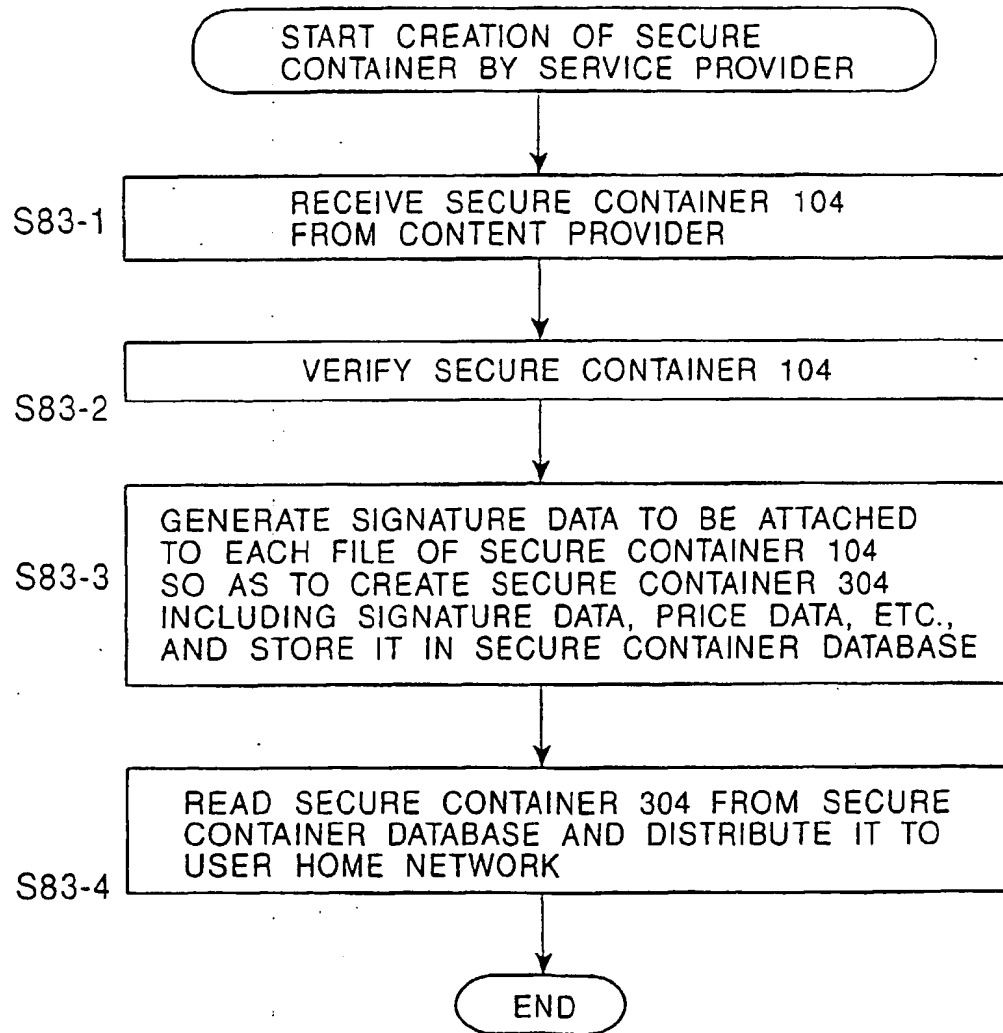 START CREATION OF SECURE
CONTAINER BY SERVICE PROVIDER
S83-1
RECEIVE SECURE CONTAINER 104
FROM CONTENT PROVIDER
S83-2
VERIFY SECURE CONTAINER 104
S83-3
GENERATE SIGNATURE DATA TO BE ATTACHED
TO EACH FILE OF SECURE CONTAINER 104
SO AS TO CREATE SECURE CONTAINER 304
INCLUDING SIGNATURE DATA, PRICE DATA, ETC.,
AND STORE IT IN SECURE CONTAINER DATABASE
S83-4
READ SECURE CONTAINER 304 FROM SECURE
CONTAINER DATABASE AND DISTRIBUTE IT TO
USER HOME NETWORK
END